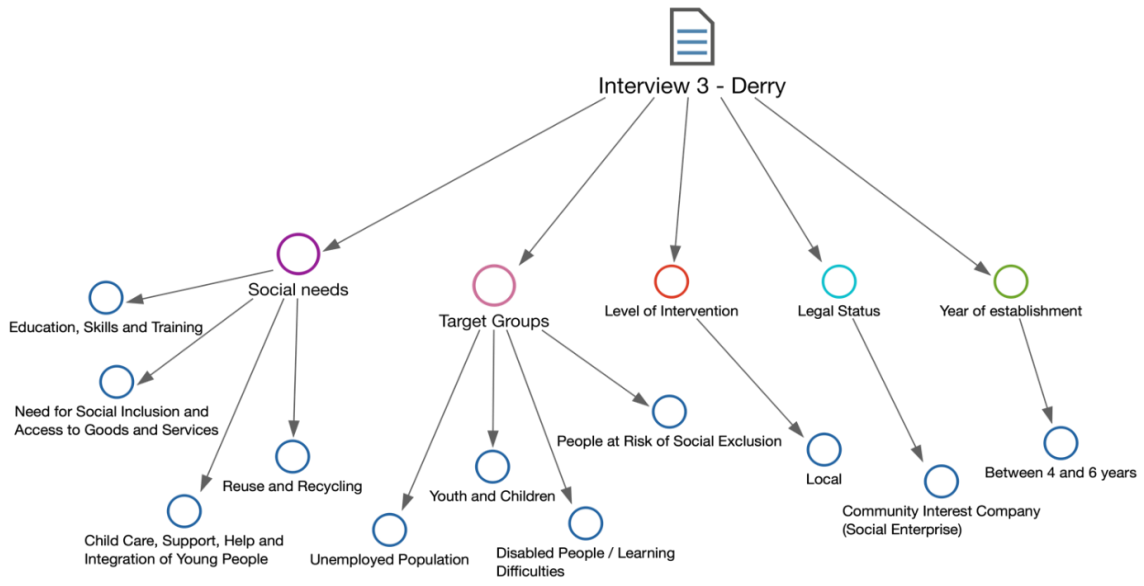 Interview 3 - Derry
Social needs
Target Groups
Level of Intervention
Legal Status
Year of establishment
Education, Skills and Training
Need for Social Inclusion and
Access to Goods and Services
Reuse and Recycling
Child Care, Support, Help and
Integration of Young People
Unemployed Population
Youth and Children
Disabled People / Learning
Difficulties
People at Risk of Social Exclusion
Local
Community Interest Company
(Social Enterprise)
Between 4 and 6 years